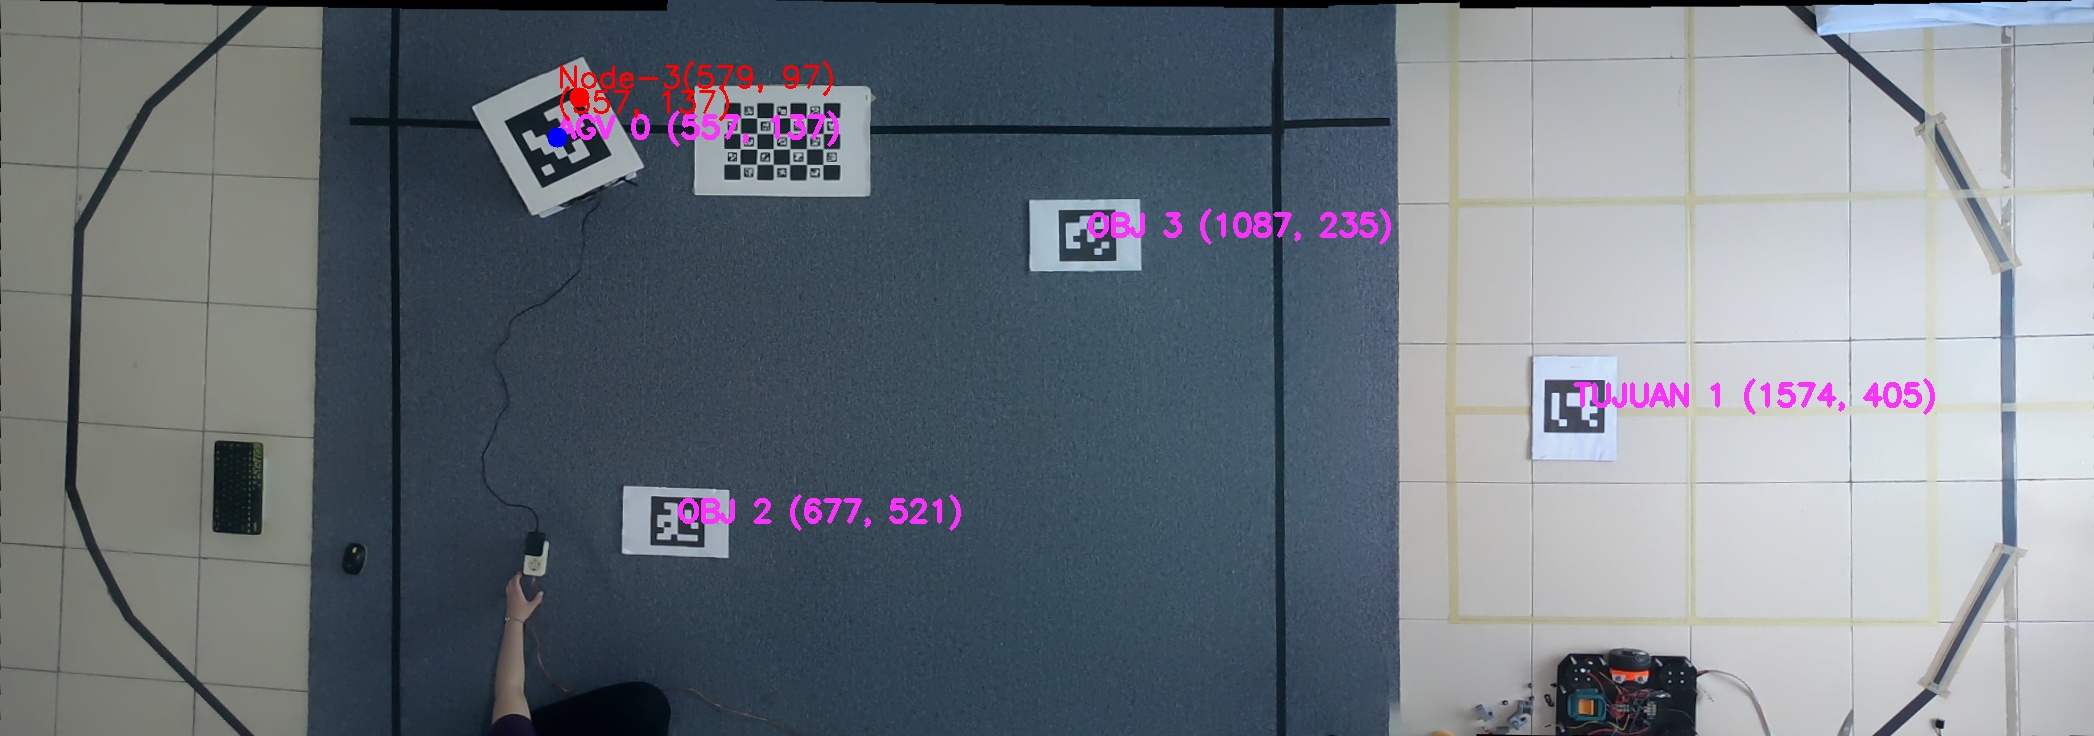 Node-3(579, 97)
(557, 137)
AGV 0 (557, 137)
OBJ 3 (1087, 235)
TUJUAN 1 (1574, 405)
OBJ 2 (677, 521)